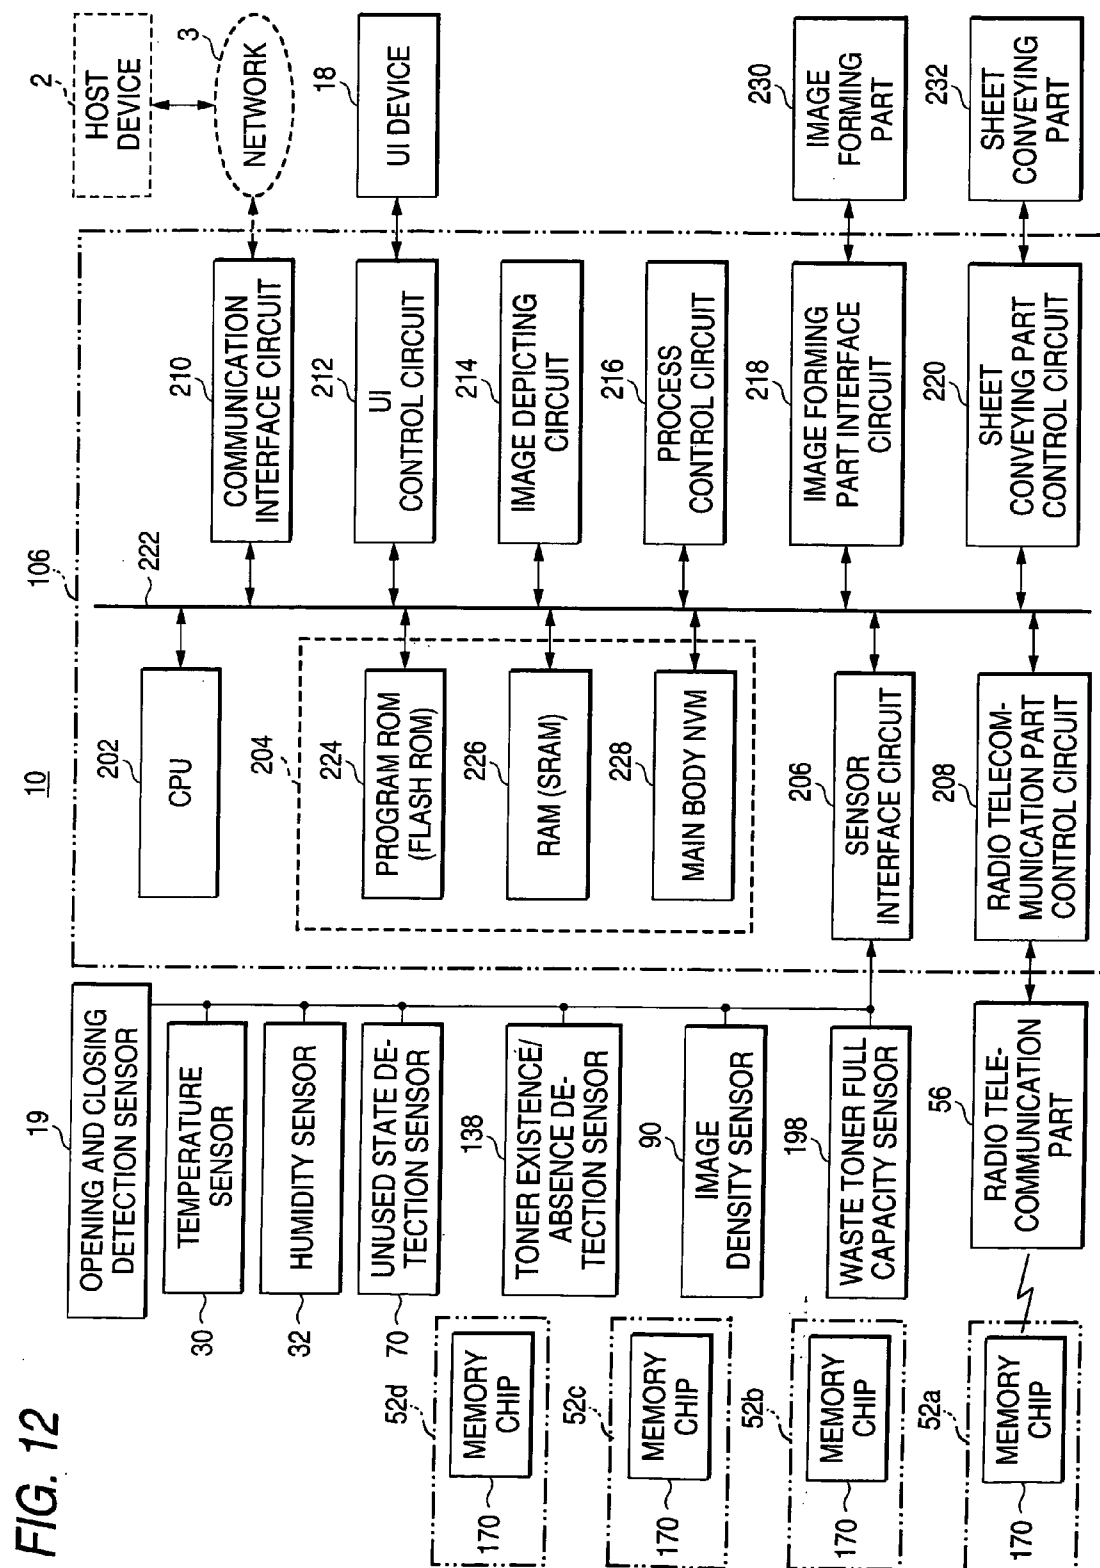 FIG. 12
10
106
19
OPENING AND CLOSING
DETECTION SENSOR
30
TEMPERATURE
SENSOR
32
HUMIDITY SENSOR
70
UNUSED STATE DE-
TECTION SENSOR
138
TONER EXISTENCE/
ABSENCE DE-
TECTION SENSOR
90
IMAGE
DENSITY SENSOR
198
WASTE TONER FULL
CAPACITY SENSOR
56
RADIO TELE-
COMMUNICATION
PART
52d
MEMORY
CHIP
170
52c
MEMORY
CHIP
170
52b
MEMORY
CHIP
170
52a
MEMORY
CHIP
170
202
CPU
204
224
PROGRAM ROM
(FLASH ROM)
226
RAM (SRAM)
228
MAIN BODY NVM
206
SENSOR
INTERFACE CIRCUIT
208
RADIO TELECOM-
MUNICATION PART
CONTROL CIRCUIT
222
210
COMMUNICATION
INTERFACE CIRCUIT
212
UI
CONTROL CIRCUIT
214
IMAGE DEPICTING
CIRCUIT
216
PROCESS
CONTROL CIRCUIT
218
IMAGE FORMING
PART INTERFACE
CIRCUIT
220
SHEET
CONVEYING PART
CONTROL CIRCUIT
2
HOST
DEVICE
3
NETWORK
18
UI DEVICE
230
IMAGE
FORMING
PART
232
SHEET
CONVEYING
PART